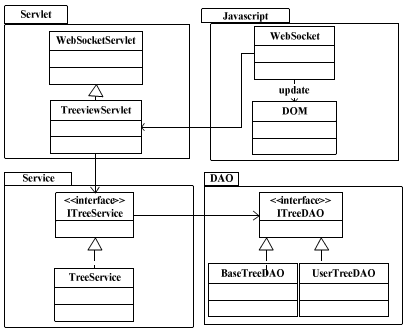 Servlet
Javascript
WebSocketServlet
WebSocket
update
TreeviewServlet
DOM
Service
DAO
<<interface>>
ITreeService
<<interface>>
ITreeDAO
TreeService
BaseTreeDAO
UserTreeDAO